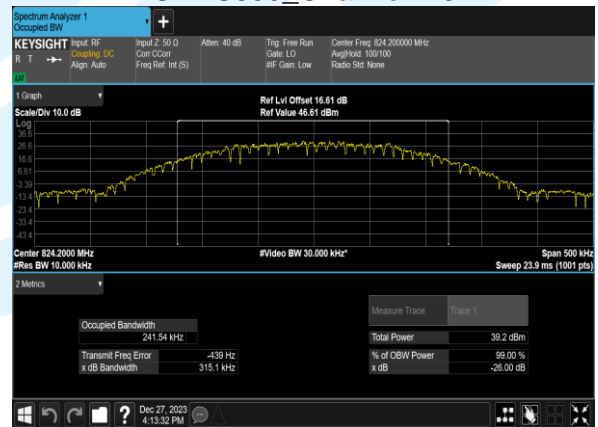 Spectrum Analyzer 1
Occupied BW
KEYSIGHT
R T
LW
Input: RF
Coupling: DC
Align: Auto
Input Z: 50 Ω
Corr CCorr
Freq Ref: Int (S)
Atten: 40 dB
Trig: Free Run
Gate: LO
#IF Gain: Low
Center Freq: 824.200000 MHz
Avg|Hold: 100/100
Radio Std: None
1 Graph
Scale/Div 10.0 dB
Ref Lvl Offset 16.61 dB
Ref Value 46.61 dBm
Log
36.6
26.6
16.6
6.61
-3.39
-13.4
-23.4
-33.4
-43.4
Center 824.2000 MHz
#Res BW 10.000 kHz
#Video BW 30.000 kHz*
Span 500 kHz
Sweep 23.9 ms (1001 pts)
2 Metrics
Measure Trace Trace 1
Occupied Bandwidth
241.54 kHz
Total Power 39.2 dBm
Transmit Freq Error -439 Hz
% of OBW Power 99.00 %
x dB Bandwidth 315.1 kHz
x dB -26.00 dB
?
Dec 27, 2023
4:13:32 PM